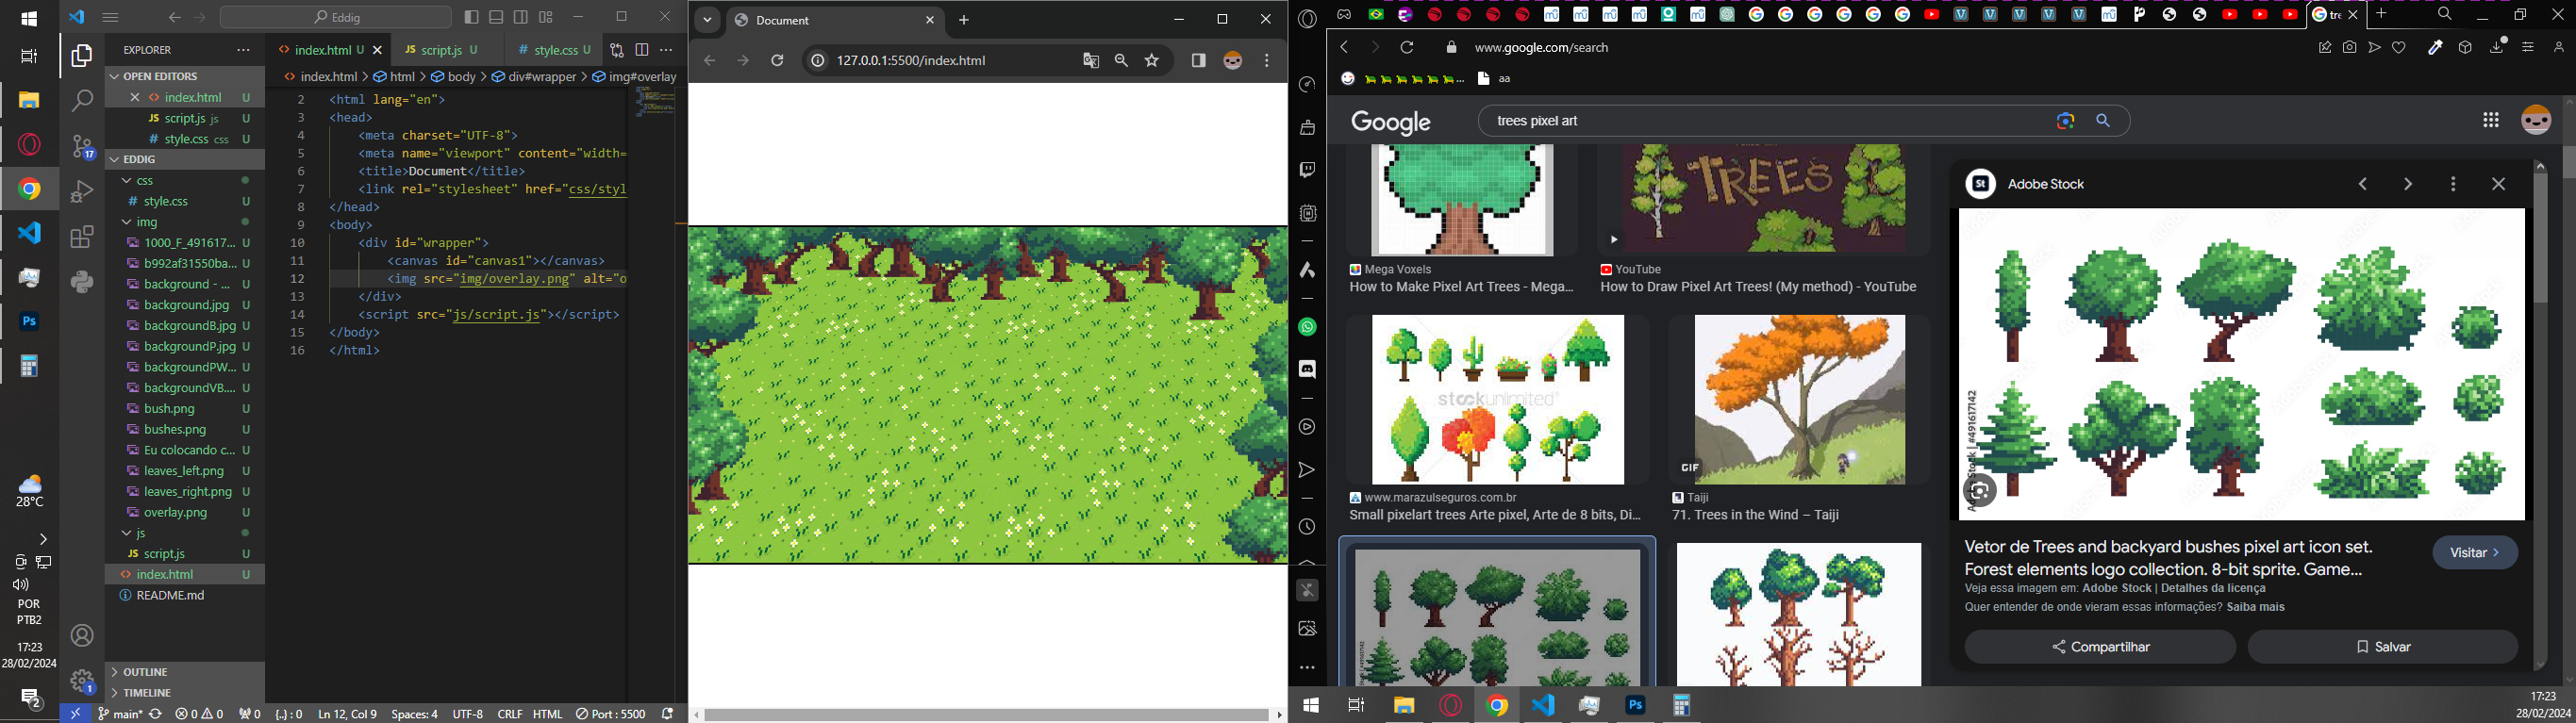 Eddig
EXPLORER
OPEN EDITORS
index.html U
JS script.js js U
# style.css css U
EDDIG
css
# style.css U
img
1000_F_491617... U
b992af31550ba... U
background - ... U
background.jpg U
backgroundB.jpg U
backgroundP.jpg U
backgroundPW... U
backgroundVB.... U
bush.png U
bushes.png U
Eu colocando c... U
leaves_left.png U
leaves_right.png U
overlay.png U
js
JS script.js U
index.html U
README.md
OUTLINE
TIMELINE
17
1
index.html U
JS script.js U
# style.css U
index.html > html > body > div#wrapper > img#overlay
2 <html lang="en">
3 <head>
4 <meta charset="UTF-8">
5 <meta name="viewport" content="width=
6 <title>Document</title>
7 <link rel="stylesheet" href="css/styl
8 </head>
9 <body>
10 <div id="wrapper">
11 <canvas id="canvas1"></canvas>
12 <img src="img/overlay.png" alt="o
13 </div>
14 <script src="js/script.js"></script>
15 </body>
16 </html>
main* 0 0 0 {..} : 0 Ln 12, Col 9 Spaces: 4 UTF-8 CRLF HTML Port : 5500
Ps
28°C
POR
PTB2
17:23
28/02/2024
2
Document
127.0.0.1:5500/index.html
tre
www.google.com/search
aa
Google
trees pixel art
TREES
Mega Voxels
How to Make Pixel Art Trees - Mega...
YouTube
How to Draw Pixel Art Trees! (My method) - YouTube
stockunlimited
GIF
www.marazulseguros.com.br
Small pixelart trees Arte pixel, Arte de 8 bits, Di...
Taiji
71. Trees in the Wind – Taiji
St Adobe Stock
Adobe Stock | #491617142
Vetor de Trees and backyard bushes pixel art icon set.
Forest elements logo collection. 8-bit sprite. Game...
Visitar
Veja essa imagem em: Adobe Stock | Detalhes da licença
Quer entender de onde vieram essas informações? Saiba mais
Compartilhar
Salvar
Ps
17:23
28/02/2024